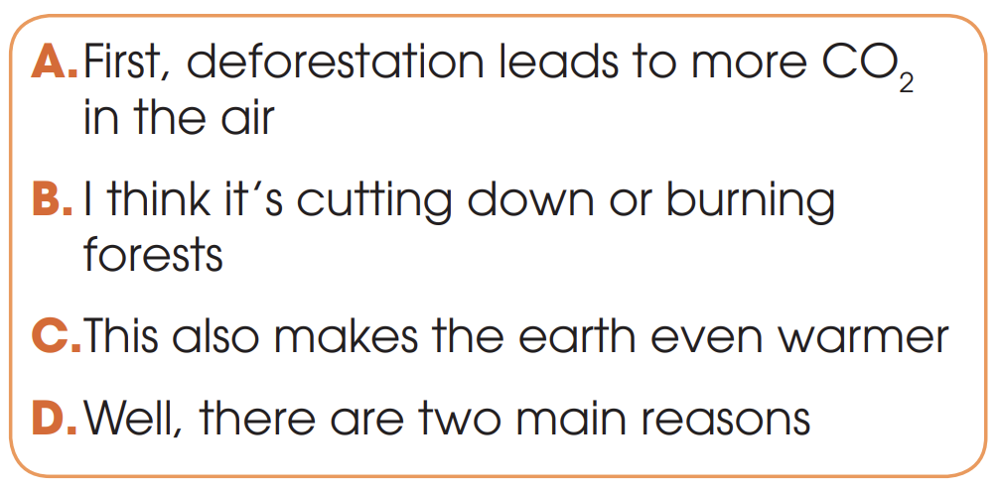 A. First, deforestation leads to more CO₂
in the air
B. I think it's cutting down or burning
forests
C. This also makes the earth even warmer
D. Well, there are two main reasons